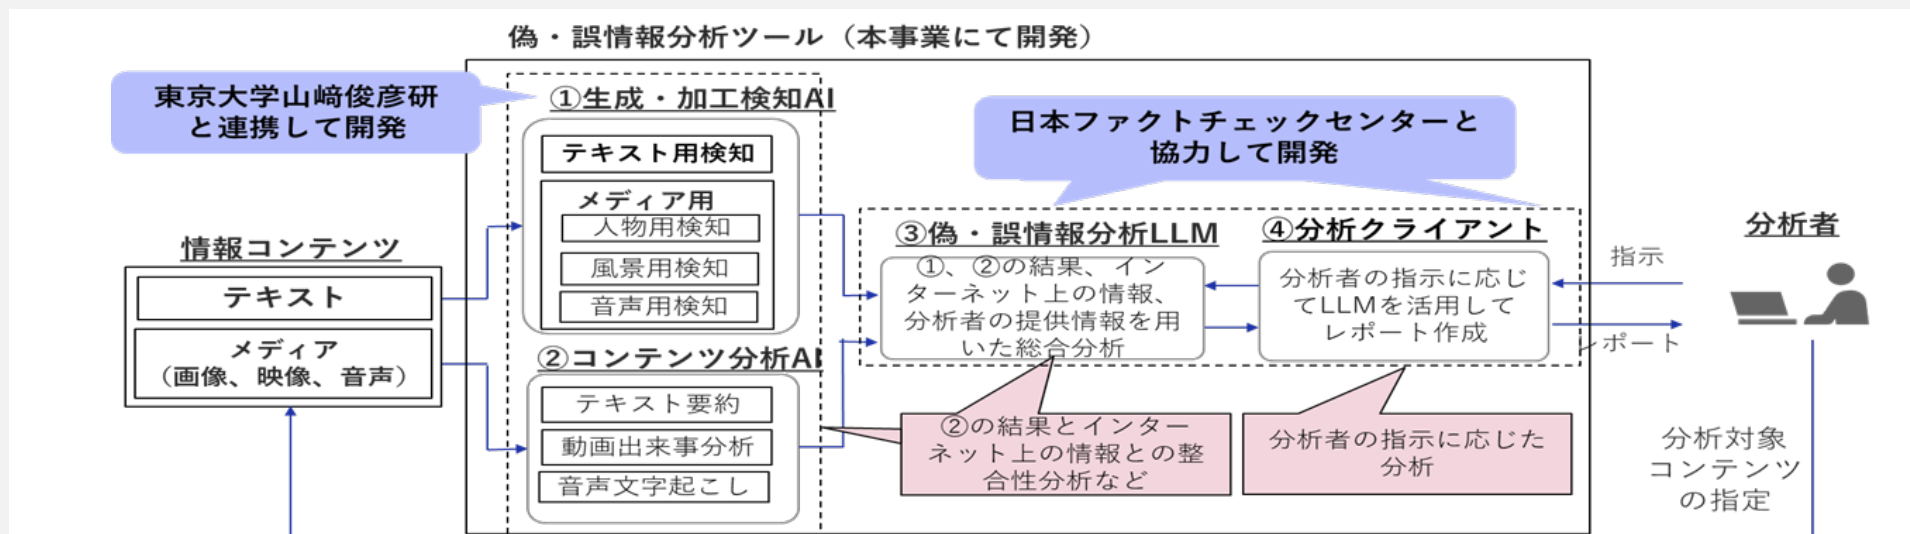 偽・誤情報分析ツール（本事業にて開発）
東京大学山﨑俊彦研
と連携して開発
①生成・加工検知AI
テキスト用検知
メディア用
人物用検知
風景用検知
音声用検知
情報コンテンツ
テキスト
メディア
（画像、映像、音声）
②コンテンツ分析AI
テキスト要約
動画出来事分析
音声文字起こし
日本ファクトチェックセンターと
協力して開発
③偽・誤情報分析LLM
①、②の結果、イン
ターネット上の情報、
分析者の提供情報を用
いた総合分析
④分析クライアント
分析者の指示に応じ
てLLMを活用して
レポート作成
②の結果とインター
ネット上の情報との整
合性分析など
分析者の指示に応じた
分析
分析者
指示
レポート
分析対象
コンテンツ
の指定